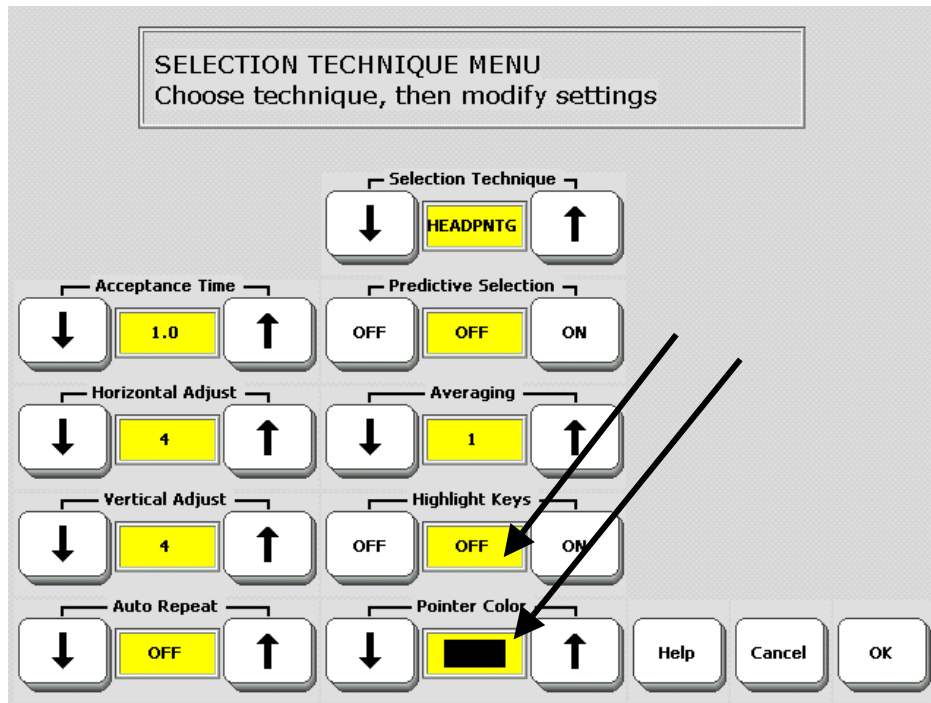 SELECTION TECHNIQUE MENU
Choose technique, then modify settings
Selection Technique
HEADPNTG
Acceptance Time
1.0
Predictive Selection
OFF
OFF
ON
Horizontal Adjust
4
Averaging
1
Vertical Adjust
4
Highlight Keys
OFF
OFF
ON
Auto Repeat
OFF
Pointer Color
Help
Cancel
OK